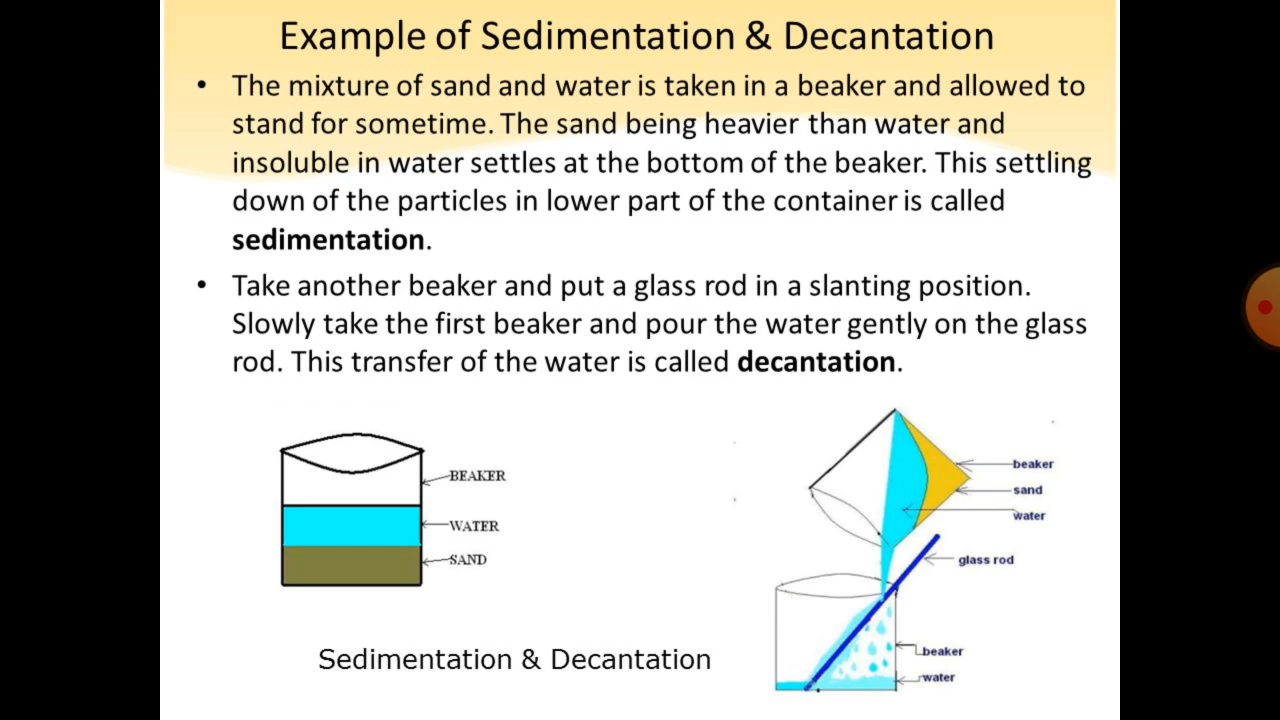 Example of Sedimentation & Decantation
• The mixture of sand and water is taken in a beaker and allowed to
stand for sometime. The sand being heavier than water and
insoluble in water settles at the bottom of the beaker. This settling
down of the particles in lower part of the container is called
sedimentation.
• Take another beaker and put a glass rod in a slanting position.
Slowly take the first beaker and pour the water gently on the glass
rod. This transfer of the water is called decantation.
BEAKER
WATER
SAND
Sedimentation & Decantation
beaker
sand
water
glass rod
beaker
water